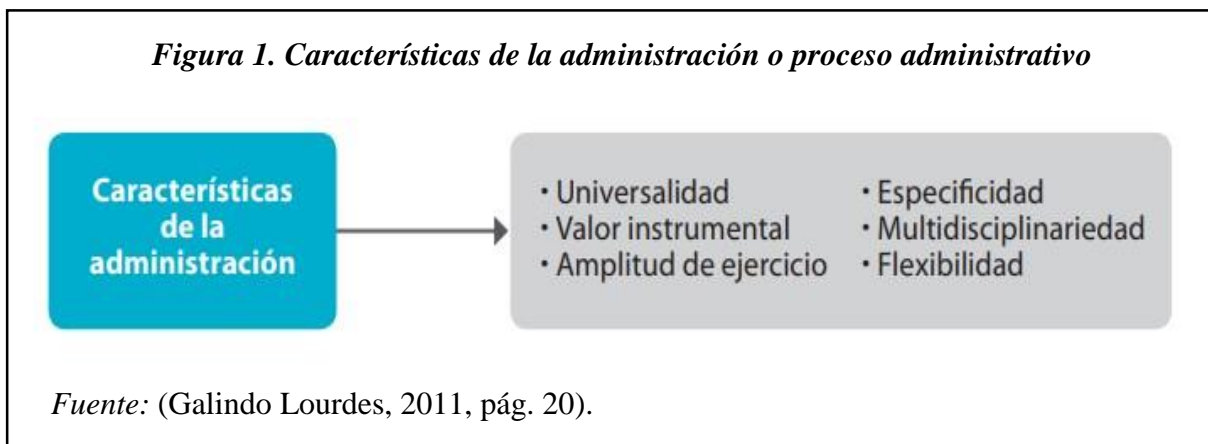 Figura 1. Características de la administración o proceso administrativo
Características
de la
administración
• Universalidad
• Valor instrumental
• Amplitud de ejercicio
• Especificidad
• Multidisciplinariedad
• Flexibilidad
Fuente: (Galindo Lourdes, 2011, pág. 20).